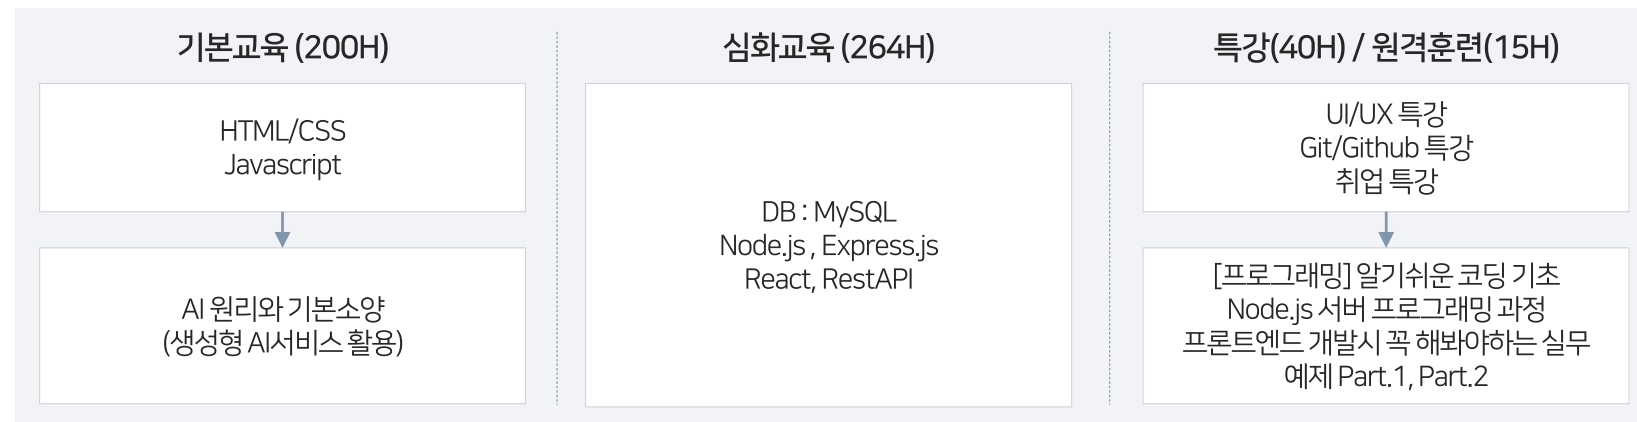 기본교육 (200H)
HTML/CSS
Javascript
AI 원리와 기본소양
(생성형 AI서비스 활용)
심화교육 (264H)
DB : MySQL
Node.js , Express.js
React, RestAPI
특강(40H) / 원격훈련(15H)
UI/UX 특강
Git/Github 특강
취업 특강
[프로그래밍] 알기쉬운 코딩 기초
Node.js 서버 프로그래밍 과정
프론트엔드 개발시 꼭 해봐야하는 실무
예제 Part.1, Part.2